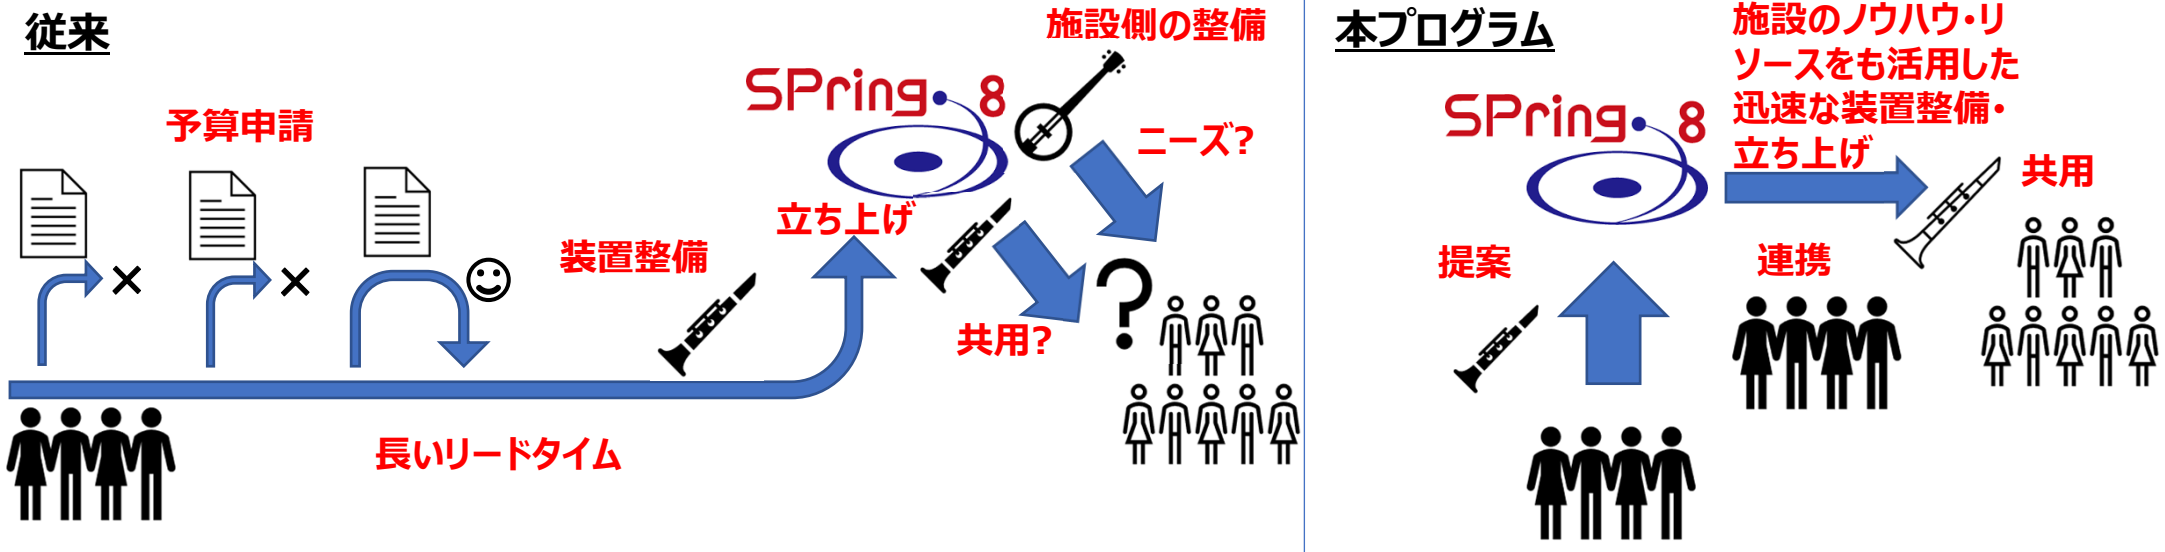 従来
予算申請
×
×
長いリードタイム
装置整備
立ち上げ
SPring-8
施設側の整備
ニーズ?
共用?
?
本プログラム
SPring-8
提案
連携
施設のノウハウ・リ
ソースをも活用した
迅速な装置整備・
立ち上げ
共用